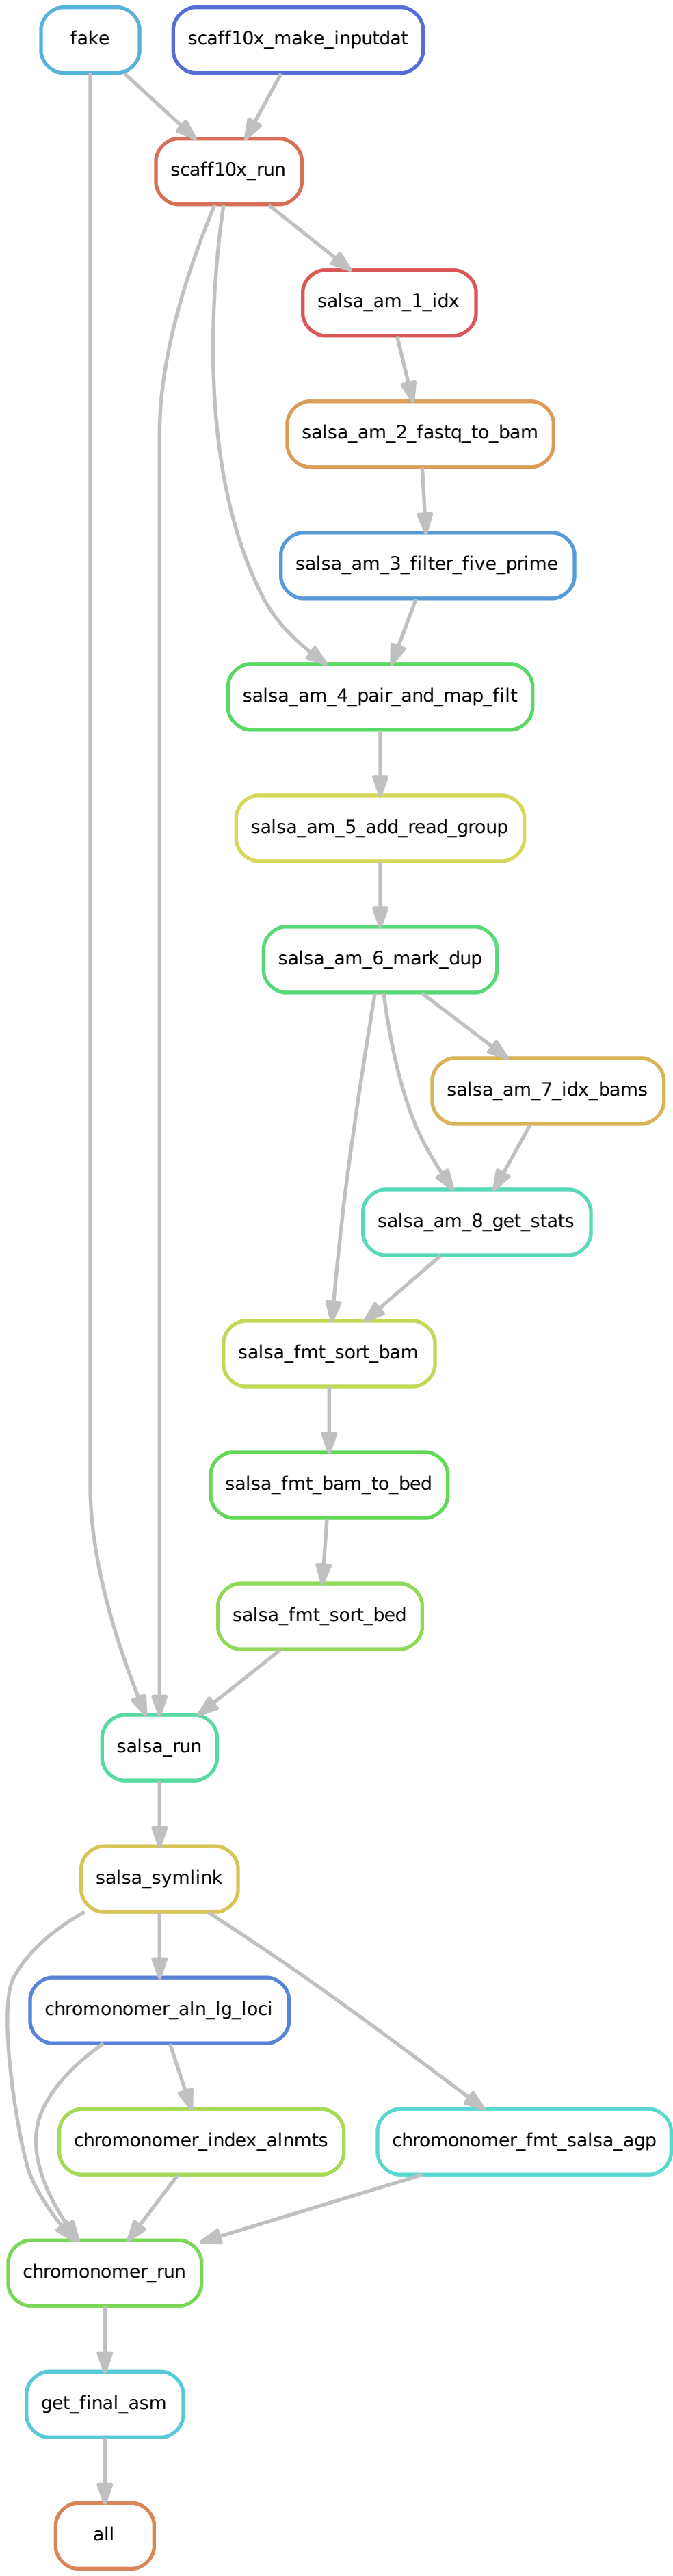 fake
scaff10x_make_inputdat
scaff10x_run
salsa_am_1_idx
salsa_am_2_fastq_to_bam
salsa_am_3_filter_five_prime
salsa_am_4_pair_and_map_filt
salsa_am_5_add_read_group
salsa_am_6_mark_dup
salsa_am_7_idx_bams
salsa_am_8_get_stats
salsa_fmt_sort_bam
salsa_fmt_bam_to_bed
salsa_fmt_sort_bed
salsa_run
salsa_symlink
chromonomer_aln_lg_loci
chromonomer_index_alnmts
chromonomer_fmt_salsa_agp
chromonomer_run
get_final_asm
all